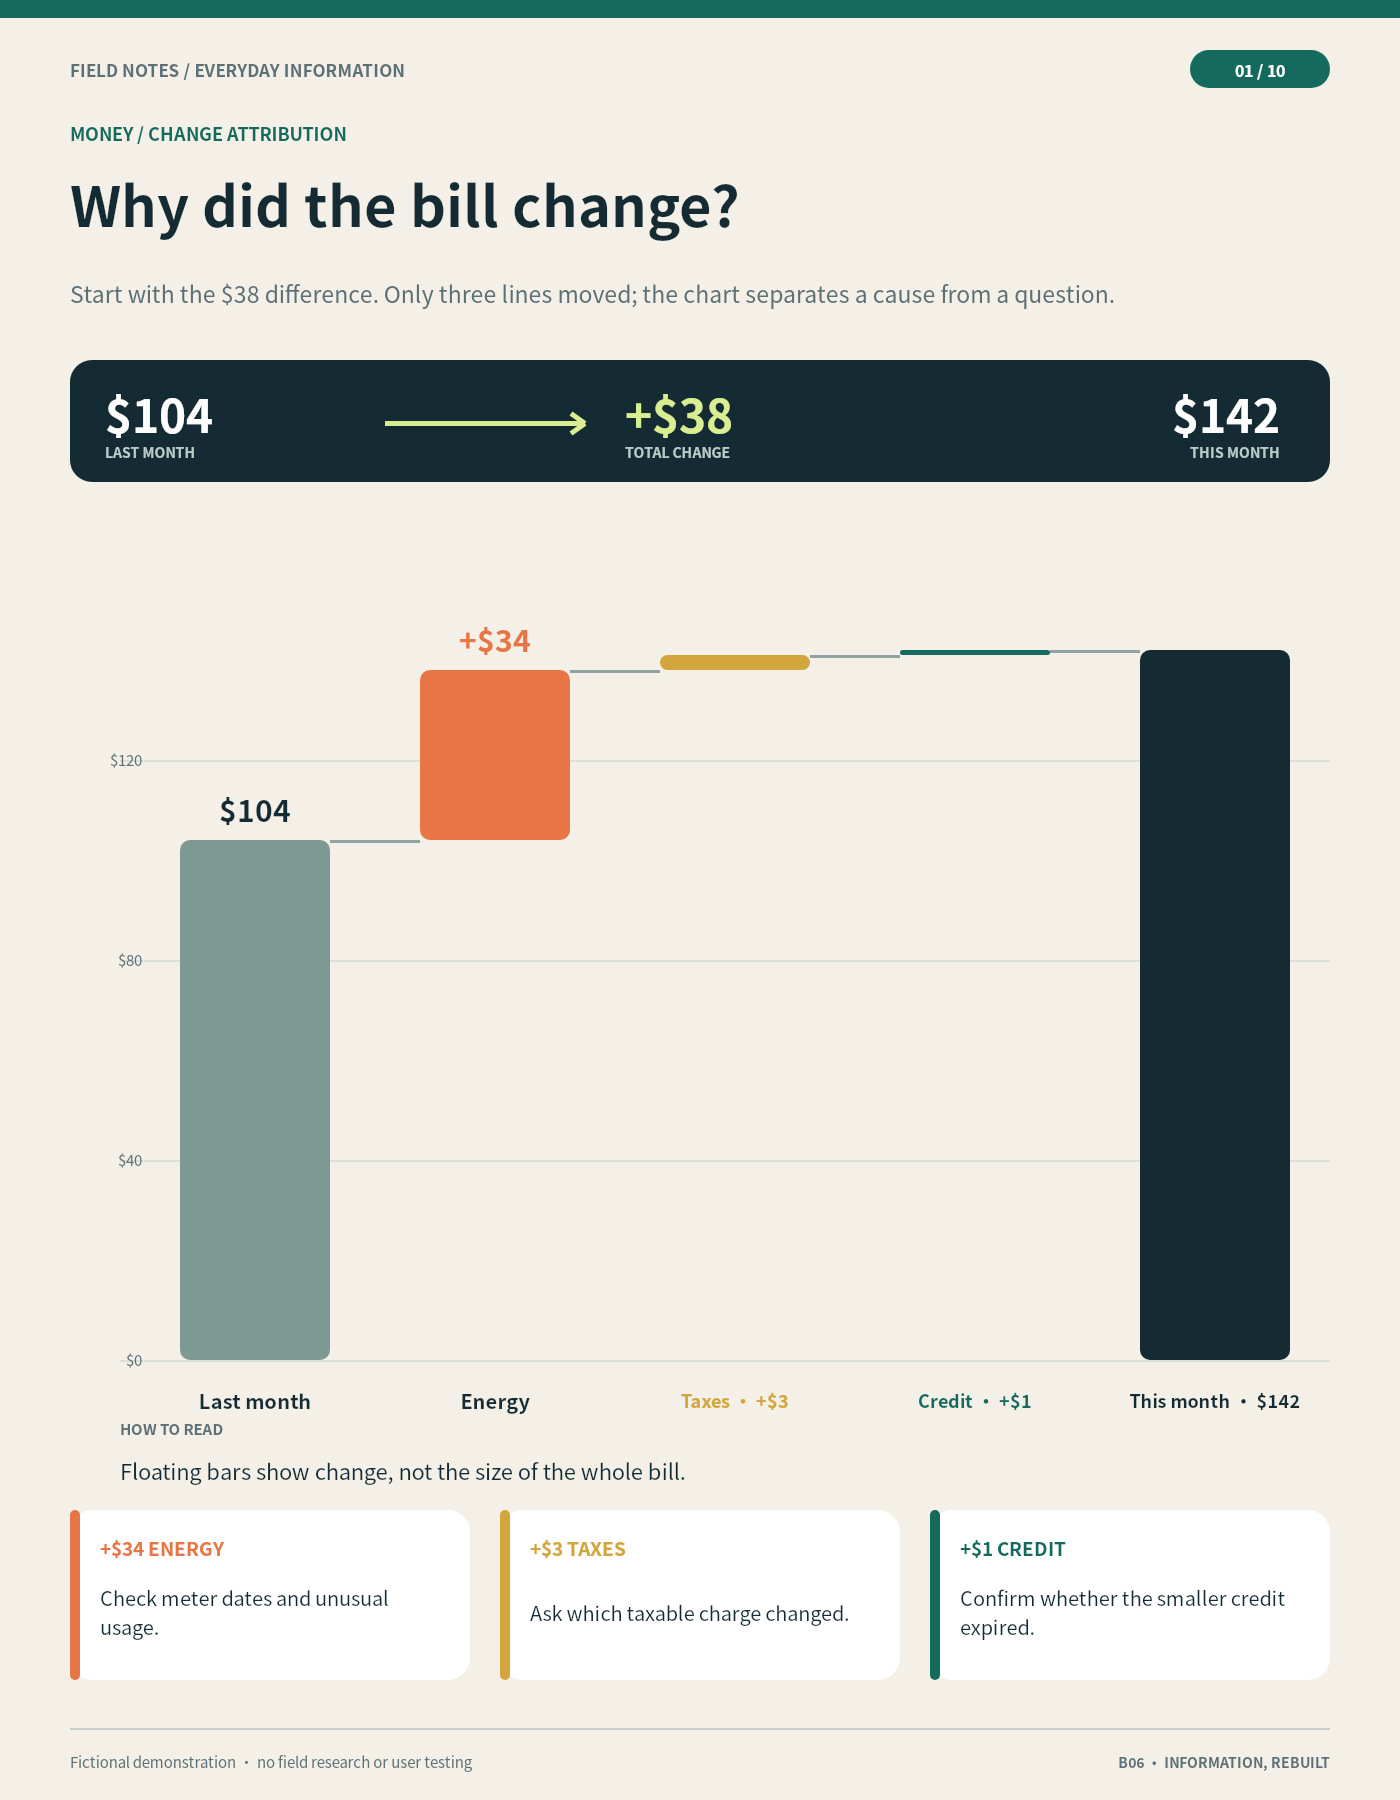 FIELD NOTES / EVERYDAY INFORMATION
01 / 10
MONEY / CHANGE ATTRIBUTION
Why did the bill change?
Start with the $38 difference. Only three lines moved; the chart separates a cause from a question.
$104
+$38
$142
LAST MONTH
TOTAL CHANGE
THIS MONTH
+$34
$120
$104
$80
$40
$0
Last month
Energy
Taxes • +$3
Credit • +$1
This month • $142
HOW TO READ
Floating bars show change, not the size of the whole bill.
+$34 ENERGY
Check meter dates and unusual
usage.
+$3 TAXES
Ask which taxable charge changed.
+$1 CREDIT
Confirm whether the smaller credit
expired.
Fictional demonstration • no field research or user testing
B06 • INFORMATION, REBUILT